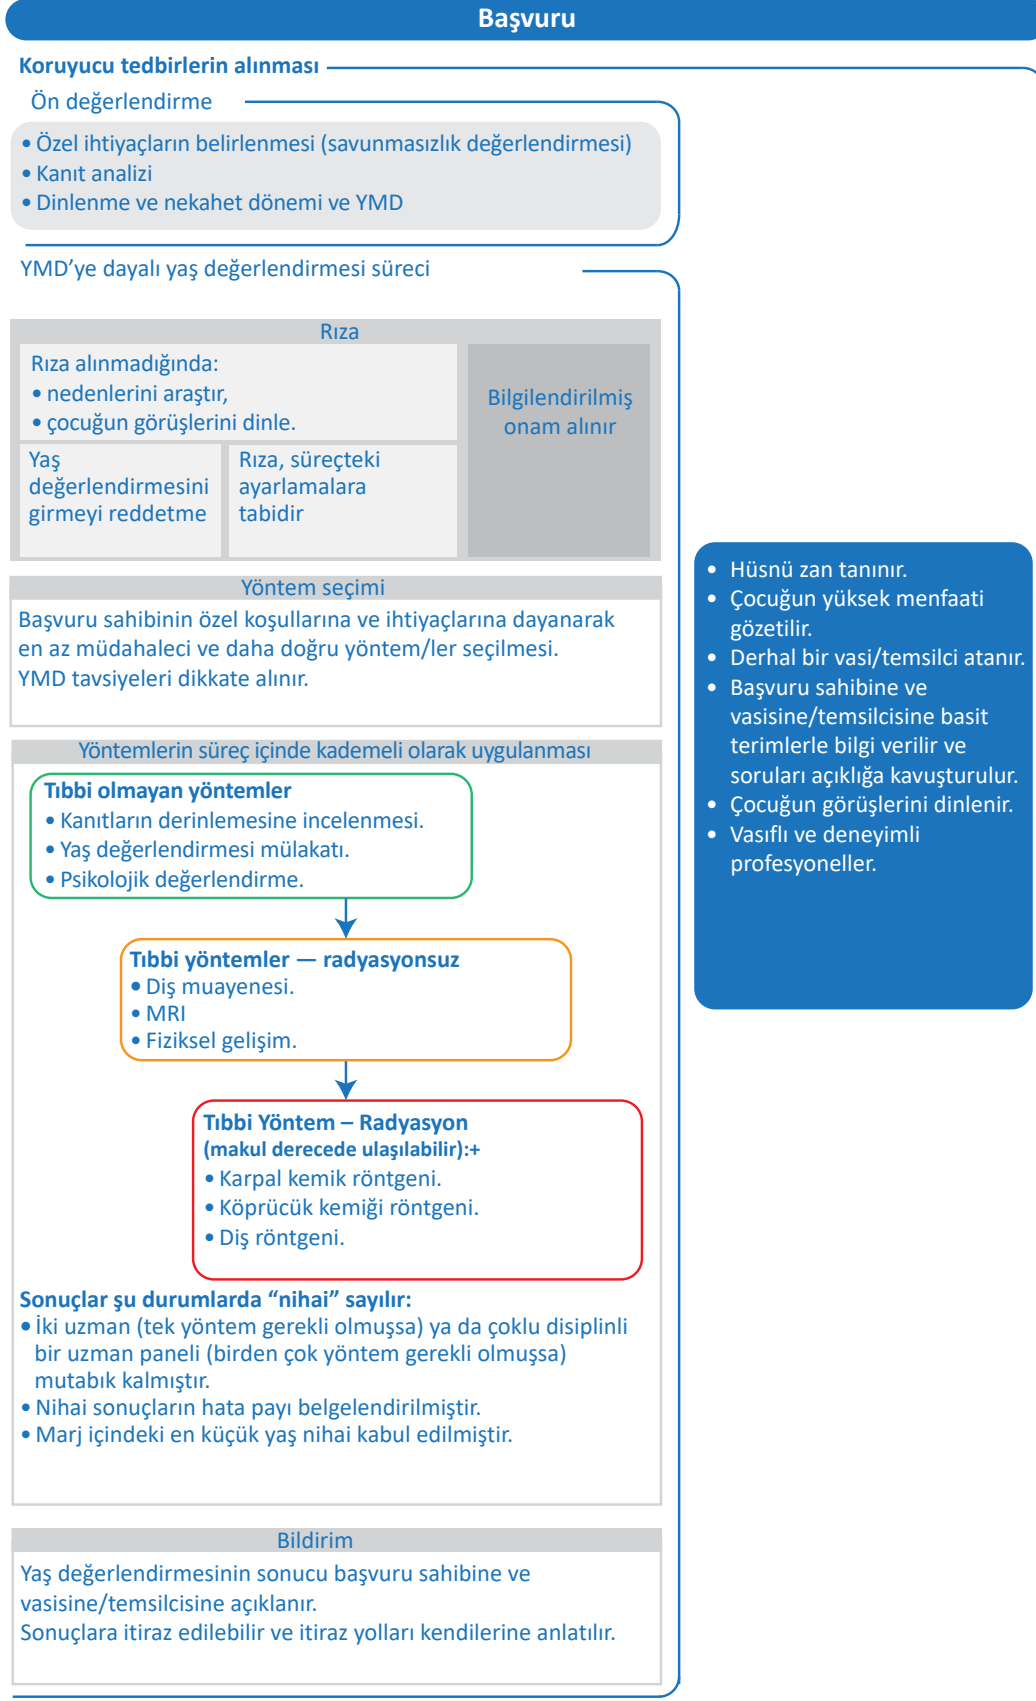 Başvuru
Koruyucu tedbirlerin alınması
Ön değerlendirme
• Özel ihtiyaçların belirlenmesi (savunmasızlık değerlendirmesi)
• Kanıt analizi
• Dinlenme ve nekahet dönemi ve YMD
YMD’ye dayalı yaş değerlendirmesi süreci
Rıza
Rıza alınmadığında:
• nedenlerini araştır,
• çocuğun görüşlerini dinle.
Yaş
değerlendirmesini
girmeyi reddetme
Rıza, süreçteki
ayarlamalara
tabidir
Bilgilendirilmiş
onam alınır
Yöntem seçimi
Başvuru sahibinin özel koşullarına ve ihtiyaçlarına dayanarak
en az müdahaleci ve daha doğru yöntem/ler seçilmesi.
YMD tavsiyeleri dikkate alınır.
Yöntemlerin süreç içinde kademeli olarak uygulanması
Tıbbi olmayan yöntemler
• Kanıtların derinlemesine incelenmesi.
• Yaş değerlendirmesi mülakatı.
• Psikolojik değerlendirme.
Tıbbi yöntemler — radyasyonsuz
• Diş muayenesi.
• MRI
• Fiziksel gelişim.
Tıbbi Yöntem – Radyasyon
(makul derecede ulaşılabilir):+
• Karpal kemik röntgeni.
• Köprücük kemiği röntgeni.
• Diş röntgeni.
Sonuçlar şu durumlarda “nihai” sayılır:
• İki uzman (tek yöntem gerekli olmuşsa) ya da çoklu disiplinli
bir uzman paneli (birden çok yöntem gerekli olmuşsa)
mutabık kalmıştır.
• Nihai sonuçların hata payı belgelendirilmiştir.
• Marj içindeki en küçük yaş nihai kabul edilmiştir.
Bildirim
Yaş değerlendirmesinin sonucu başvuru sahibine ve
vasisine/temsilcisine açıklanır.
Sonuçlara itiraz edilebilir ve itiraz yolları kendilerine anlatılır.
• Hüsnü zan tanınır.
• Çocuğun yüksek menfaati
gözetilir.
• Derhal bir vasi/temsilci atanır.
• Başvuru sahibine ve
vasisine/temsilcisine basit
terimlerle bilgi verilir ve
soruları açıklığa kavuşturulur.
• Çocuğun görüşlerini dinlenir.
• Vasıflı ve deneyimli
profesyoneller.